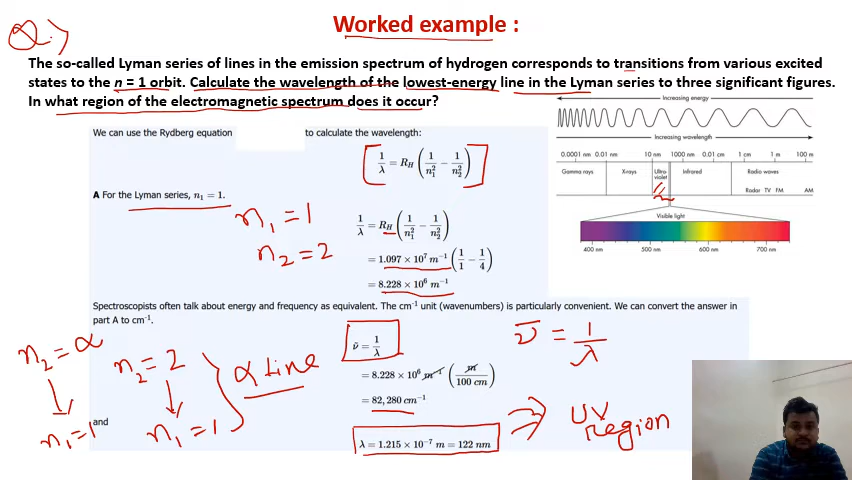 Q.)
Worked example :
The so-called Lyman series of lines in the emission spectrum of hydrogen corresponds to transitions from various excited
states to the n = 1 orbit. Calculate the wavelength of the lowest-energy line in the Lyman series to three significant figures.
In what region of the electromagnetic spectrum does it occur?
We can use the Rydberg equation to calculate the wavelength:
1/λ = R_H (1/n₁² − 1/n₂²)
A For the Lyman series, n₁ = 1.
n₁ = 1
n₂ = 2
1/λ = R_H (1/n₁² − 1/n₂²)
= 1.097 × 10⁷ m⁻¹ (1/1 − 1/4)
= 8.228 × 10⁶ m⁻¹
Increasing energy
Increasing wavelength
0.0001 nm 0.01 nm 10 nm 1000 nm 0.01 cm 1 cm 1 m 100 m
Gamma rays X-rays Ultra- Infrared Radio waves
violet
Radar TV FM AM
Visible light
400 nm 500 nm 600 nm 700 nm
Spectroscopists often talk about energy and frequency as equivalent. The cm⁻¹ unit (wavenumbers) is particularly convenient. We can convert the answer in
part A to cm⁻¹.
ν̄ = 1/λ
= 8.228 × 10⁶ m⁻¹ (m/100 cm)
= 82,280 cm⁻¹
and
λ = 1.215 × 10⁻⁷ m = 122 nm
n₂ = α
n₁ = 1
n₂ = 2
n₁ = 1
α Line
ν̄ = 1/λ
⇒ UV
Region